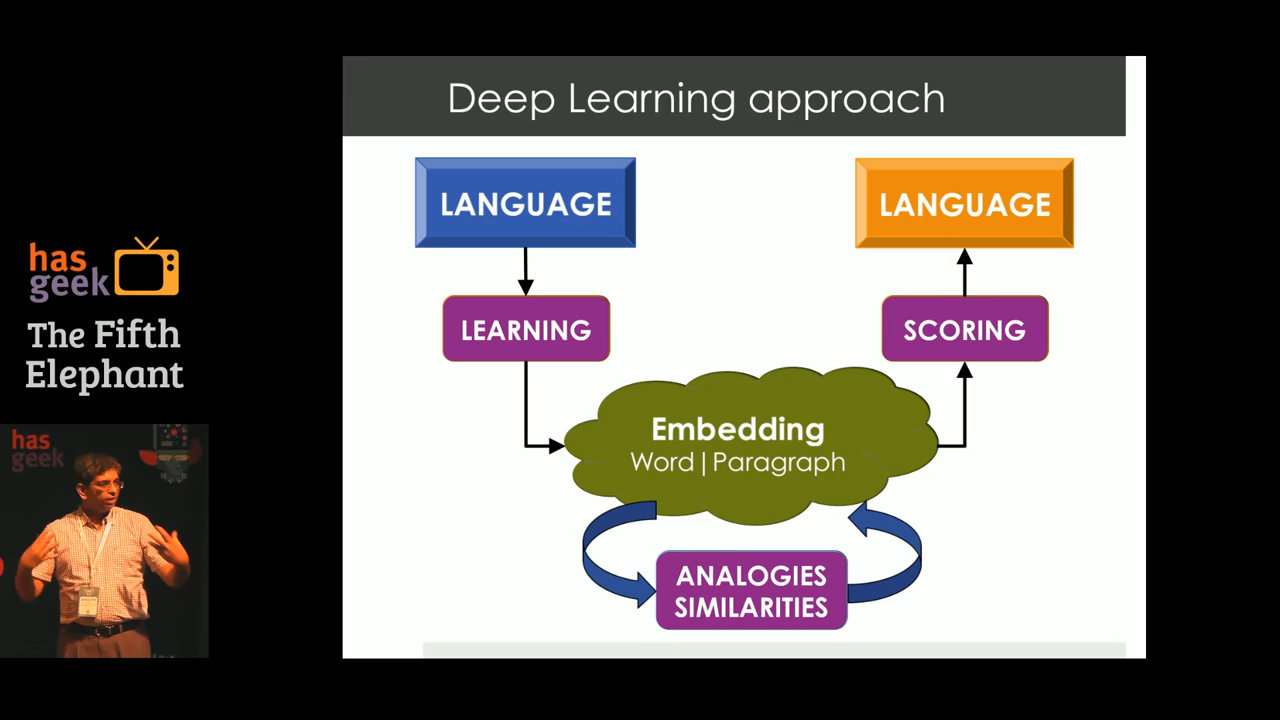 Deep Learning approach
LANGUAGE
LANGUAGE
LEARNING
SCORING
Embedding
Word|Paragraph
ANALOGIES
SIMILARITIES
has
geek
The Fifth
Elephant
has
geek